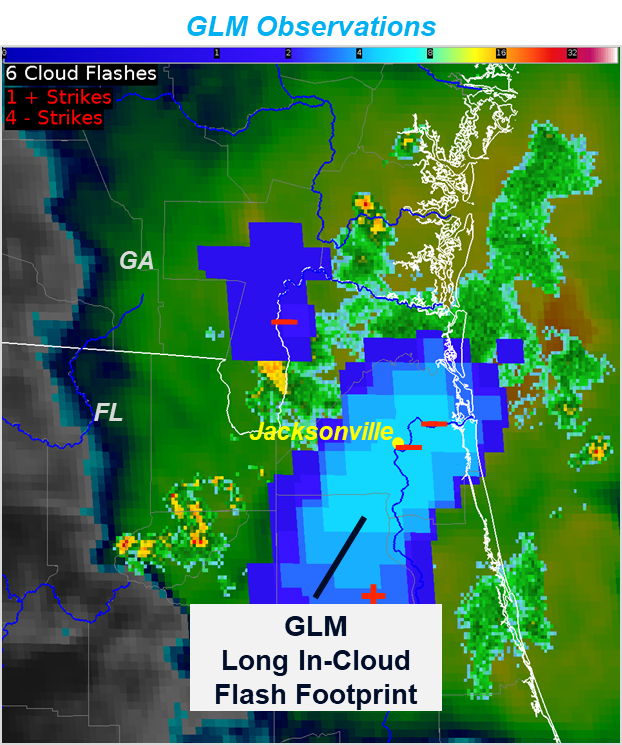 GLM Observations
0 1 2 4 8 16 32
6 Cloud Flashes
1 + Strikes
4 - Strikes
GA
FL
Jacksonville
GLM
Long In-Cloud
Flash Footprint